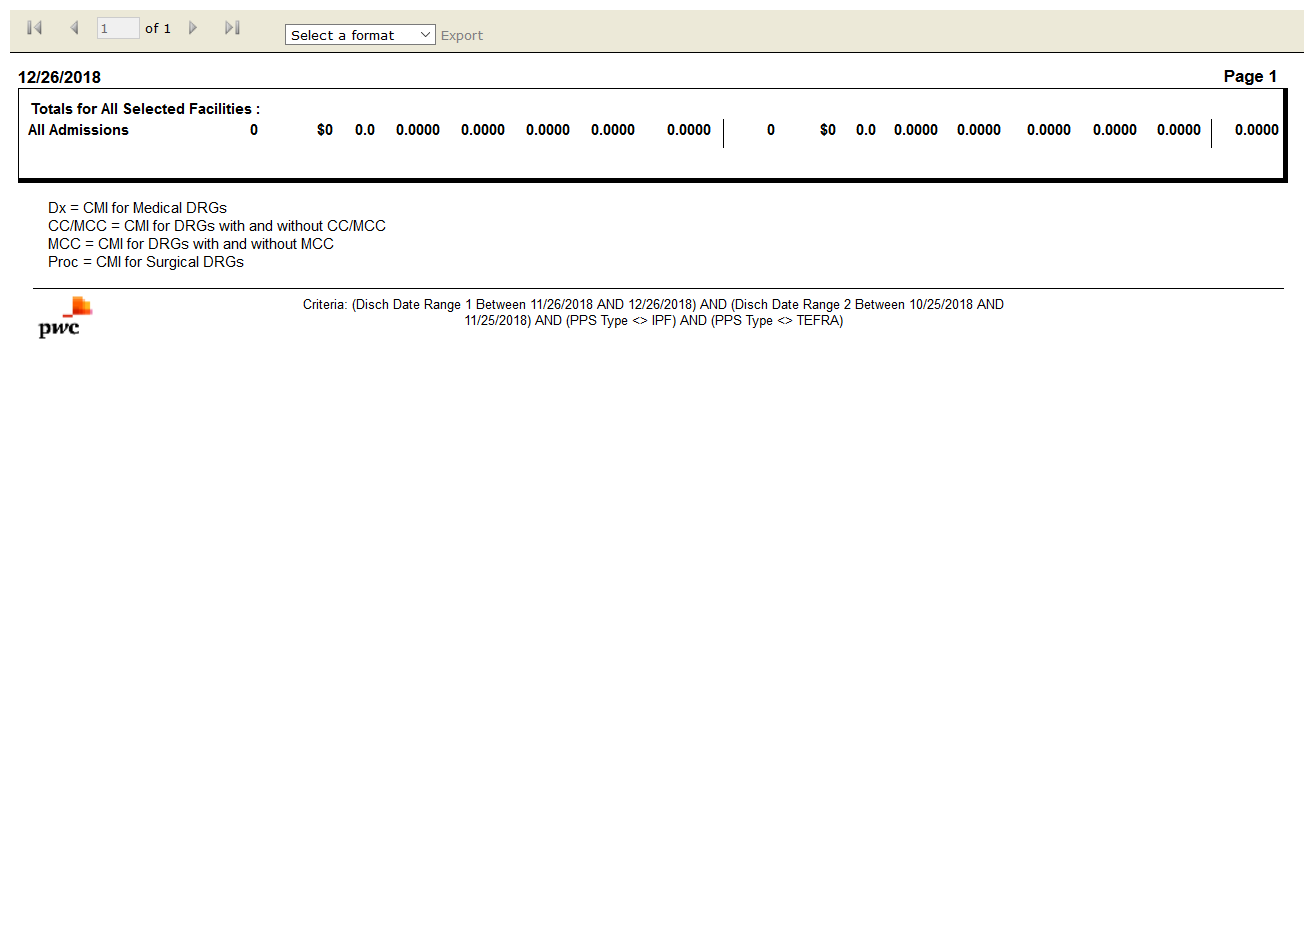 1 of 1 Select a format Export
12/26/2018 Page 1
Totals for All Selected Facilities :
All Admissions 0 $0 0.0 0.0000 0.0000 0.0000 0.0000 0.0000 0 $0 0.0 0.0000 0.0000 0.0000 0.0000 0.0000 0.0000
Dx = CMI for Medical DRGs
CC/MCC = CMI for DRGs with and without CC/MCC
MCC = CMI for DRGs with and without MCC
Proc = CMI for Surgical DRGs
pwc
Criteria: (Disch Date Range 1 Between 11/26/2018 AND 12/26/2018) AND (Disch Date Range 2 Between 10/25/2018 AND
11/25/2018) AND (PPS Type <> IPF) AND (PPS Type <> TEFRA)